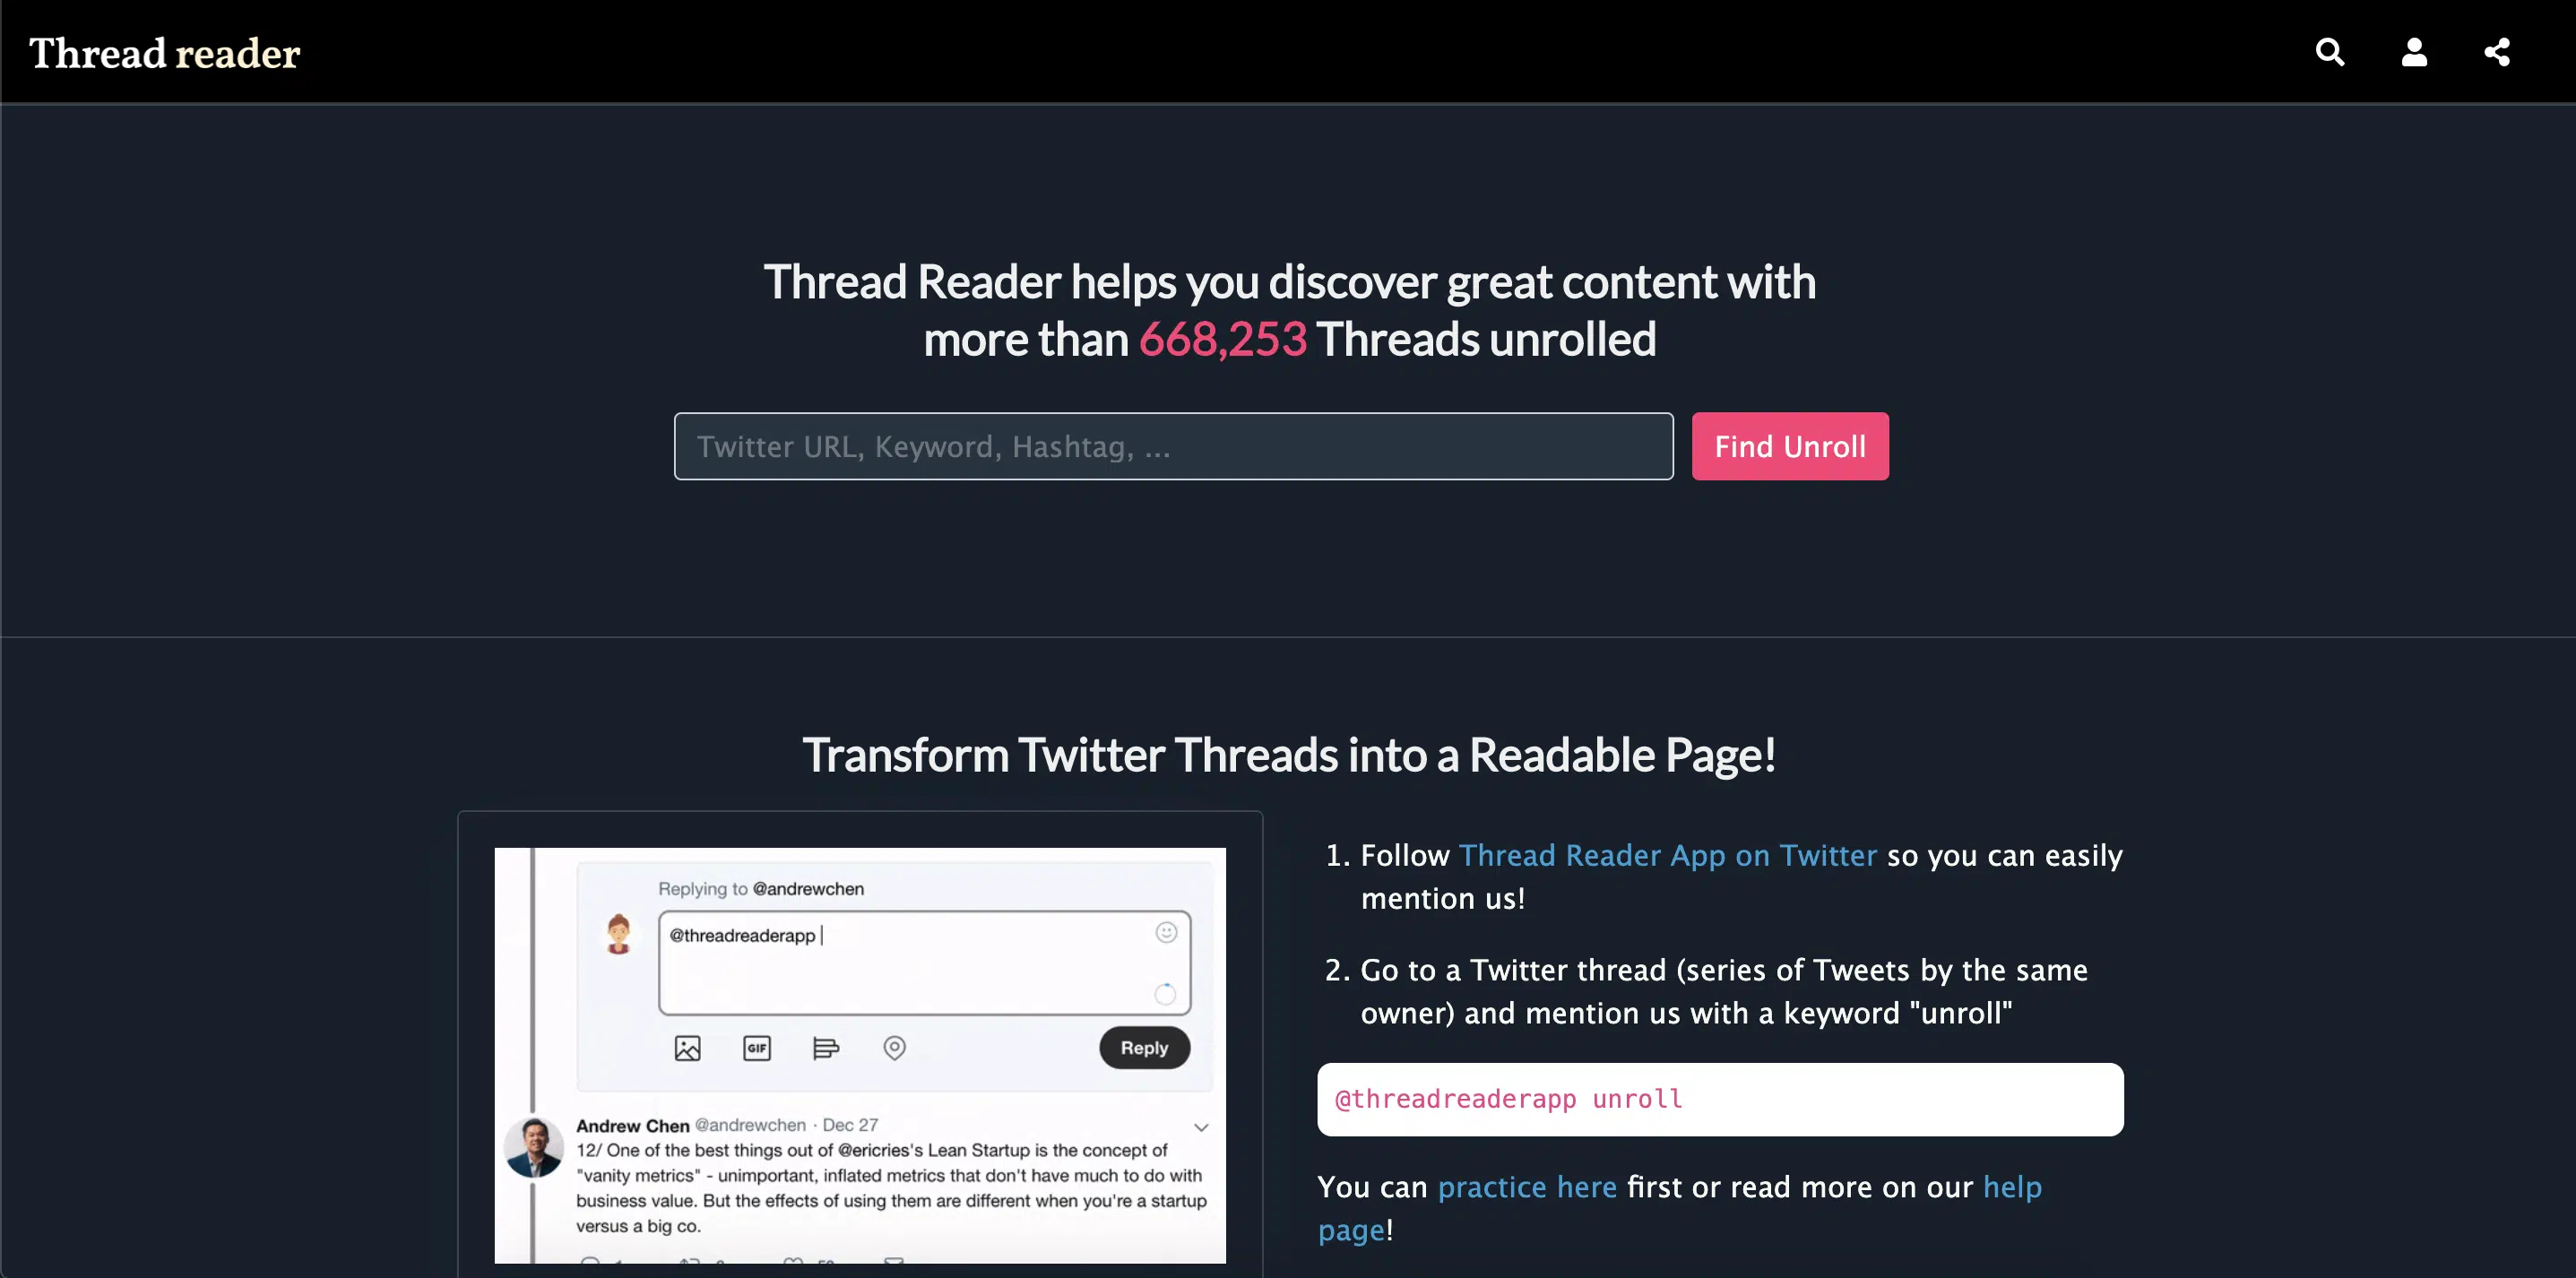 Thread reader
Thread Reader helps you discover great content with
more than 668,253 Threads unrolled
Twitter URL, Keyword, Hashtag, ...
Find Unroll
Transform Twitter Threads into a Readable Page!
Replying to @andrewchen
@threadreaderapp
GIF
Reply
Andrew Chen @andrewchen · Dec 27
12/ One of the best things out of @ericries's Lean Startup is the concept of
"vanity metrics" - unimportant, inflated metrics that don't have much to do with
business value. But the effects of using them are different when you're a startup
versus a big co.
1. Follow Thread Reader App on Twitter so you can easily
mention us!
2. Go to a Twitter thread (series of Tweets by the same
owner) and mention us with a keyword "unroll"
@threadreaderapp unroll
You can practice here first or read more on our help
page!